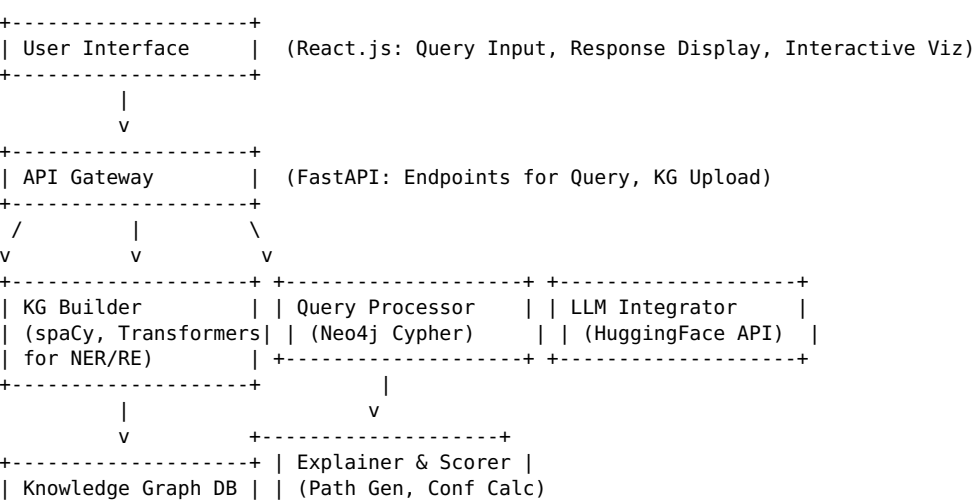 +--------------------+
| User Interface     |  (React.js: Query Input, Response Display, Interactive Viz)
+--------------------+
         |
         v
+--------------------+
| API Gateway        |  (FastAPI: Endpoints for Query, KG Upload)
+--------------------+
 /        |        \
v         v         v
+--------------------+ +--------------------+ +--------------------+
| KG Builder         | | Query Processor    | | LLM Integrator     |
| (spaCy, Transformers| | (Neo4j Cypher)     | | (HuggingFace API)  |
| for NER/RE)        | +--------------------+ +--------------------+
+--------------------+          |
         |                     v
         v         +--------------------+
+--------------------+ | Explainer & Scorer |
| Knowledge Graph DB | | (Path Gen, Conf Calc)